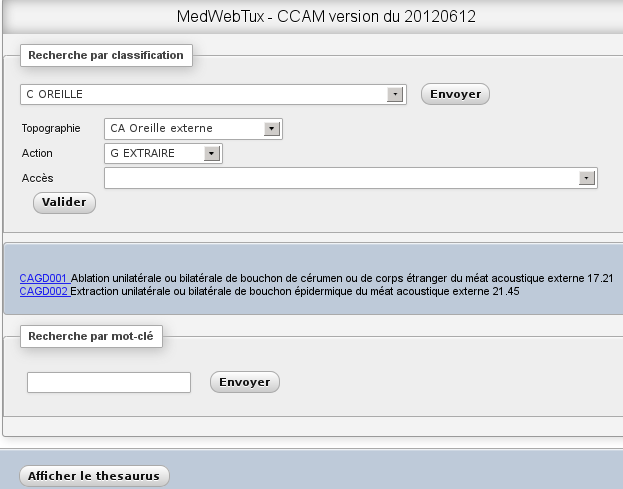 MedWebTux - CCAM version du 20120612
Recherche par classification
C OREILLE
Envoyer
Topographie CA Oreille externe
Action G EXTRAIRE
Accès
Valider
CAGD001 Ablation unilatérale ou bilatérale de bouchon de cérumen ou de corps étranger du méat acoustique externe 17.21
CAGD002 Extraction unilatérale ou bilatérale de bouchon épidermique du méat acoustique externe 21.45
Recherche par mot-clé
Envoyer
Afficher le thesaurus